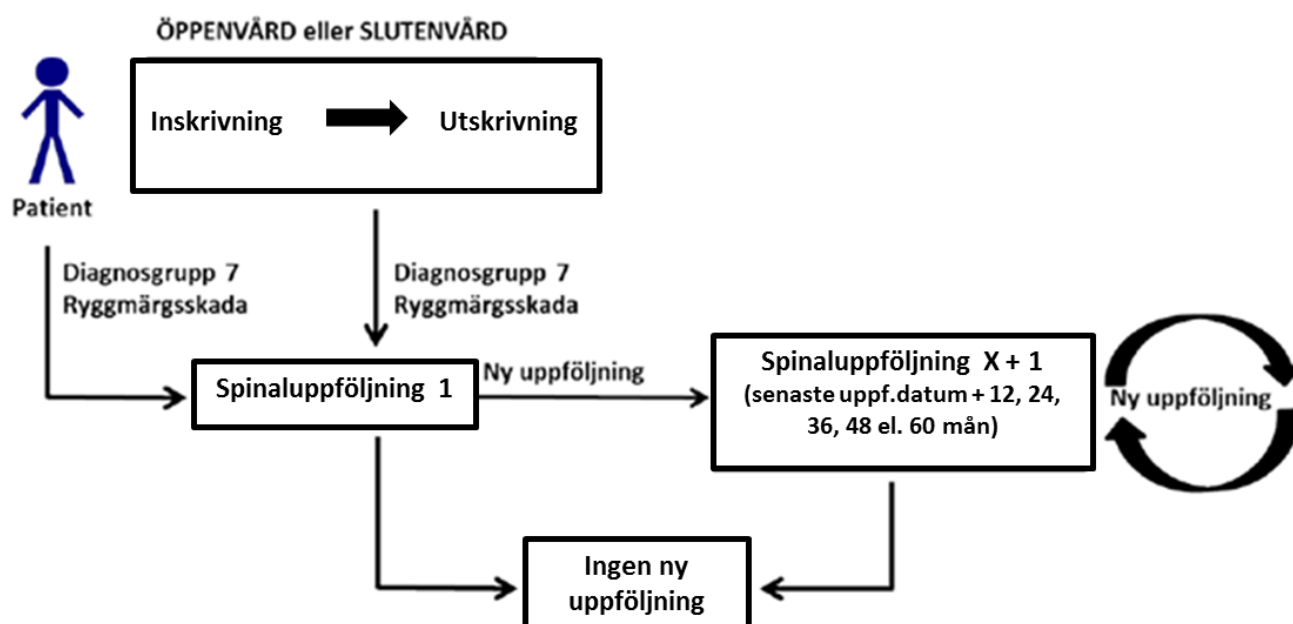 ÖPPENVÅRD eller SLUTENVÅRD
Inskrivning
Utskrivning
Patient
Diagnosgrupp 7
Ryggmärgsskada
Diagnosgrupp 7
Ryggmärgsskada
Spinaluppföljning 1
Ny uppföljning
Spinaluppföljning X + 1
(senaste uppf.datum + 12, 24,
36, 48 el. 60 mån)
Ny uppföljning
Ingen ny
uppföljning